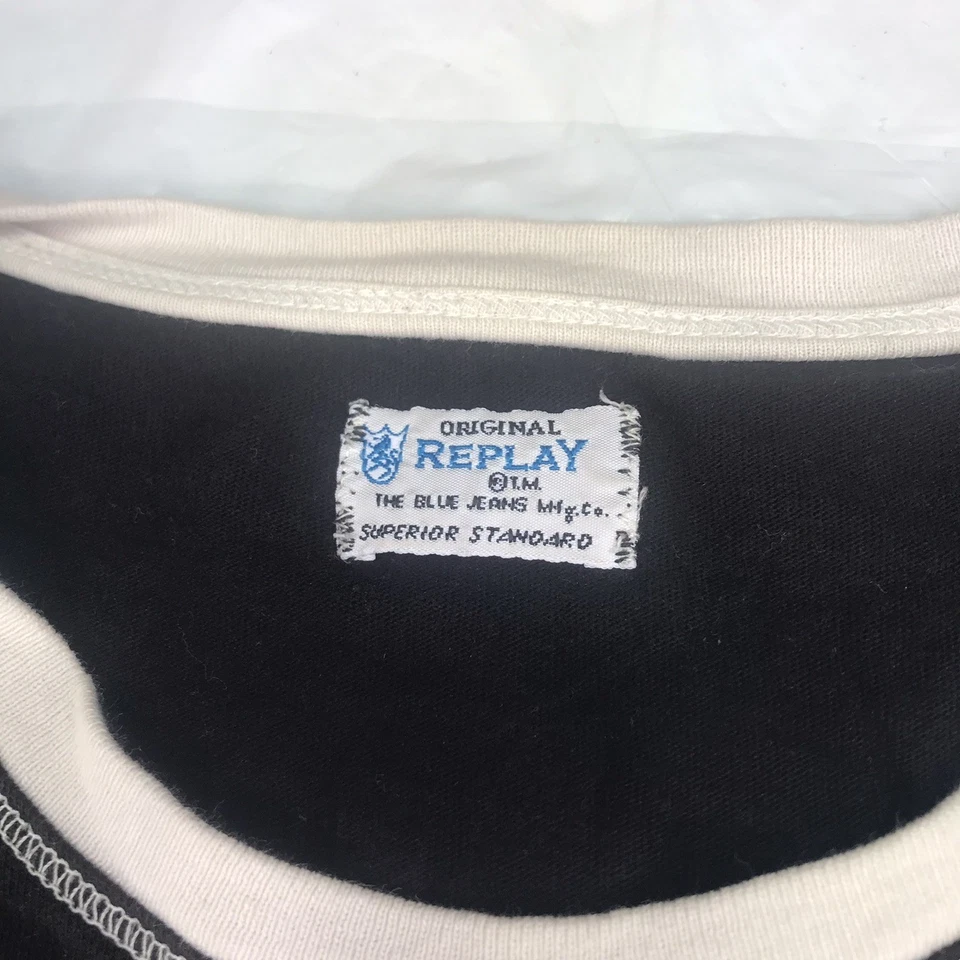 ORIGINAL
REPLAY
®T.M.
THE BLUE JEANS Mfg.Co.
SUPERIOR STANDARD